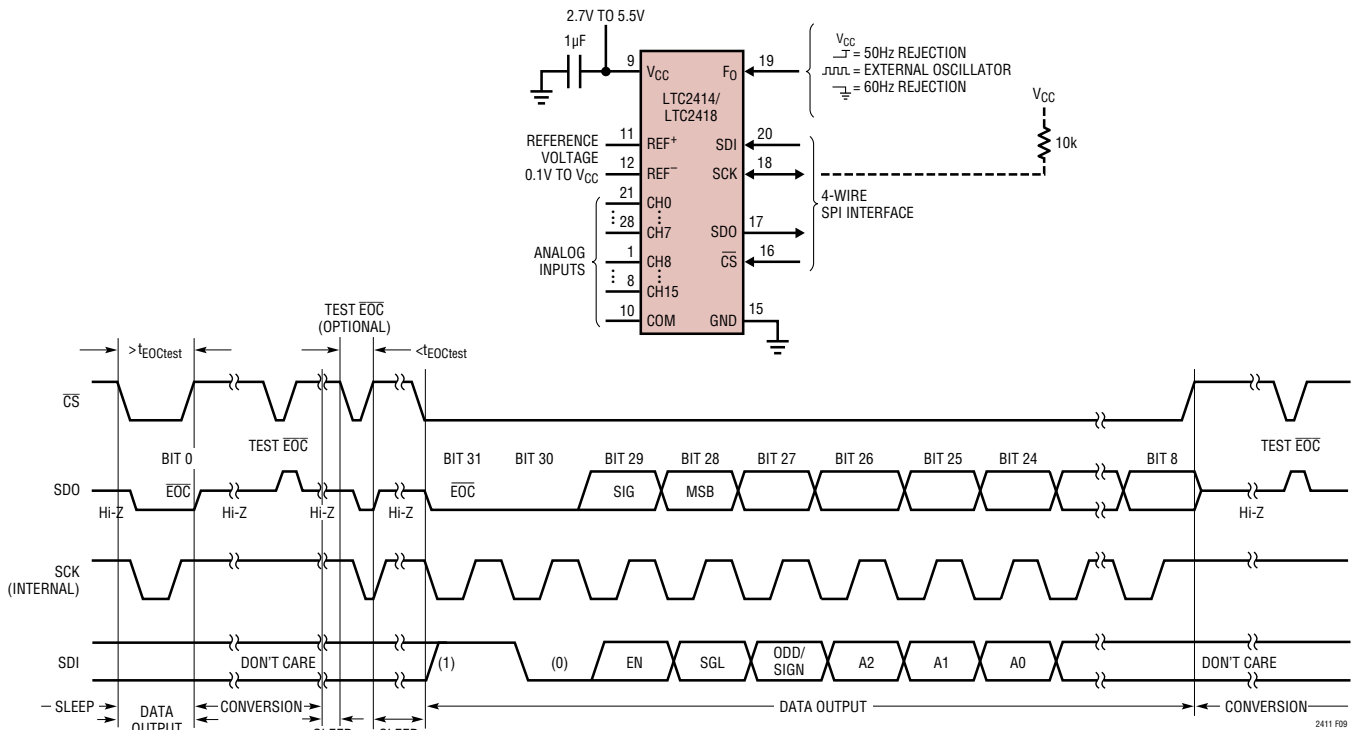 2.7V TO 5.5V
1µF
9
VCC
FO
19
VCC
= 50Hz REJECTION
= EXTERNAL OSCILLATOR
= 60Hz REJECTION
LTC2414/
LTC2418
VCC
10k
REFERENCE
VOLTAGE
0.1V TO VCC
11
REF+
12
REF–
SDI
20
SCK
18
4-WIRE
SPI INTERFACE
ANALOG
INPUTS
21
CH0
28
CH7
1
CH8
8
CH15
10
COM
SDO
17
CS
16
GND
15
TEST EOC
(OPTIONAL)
>tEOCtest
<tEOCtest
CS
TEST EOC
TEST EOC
BIT 0
BIT 31
BIT 30
BIT 29
BIT 28
BIT 27
BIT 26
BIT 25
BIT 24
BIT 8
SDO
EOC
EOC
SIG
MSB
Hi-Z
Hi-Z
Hi-Z
Hi-Z
Hi-Z
SCK
(INTERNAL)
SDI
DON'T CARE
(1)
(0)
EN
SGL
ODD/
SIGN
A2
A1
A0
DON'T CARE
SLEEP
DATA
OUTPUT
CONVERSION
SLEEP
SLEEP
DATA OUTPUT
CONVERSION
2411 F09